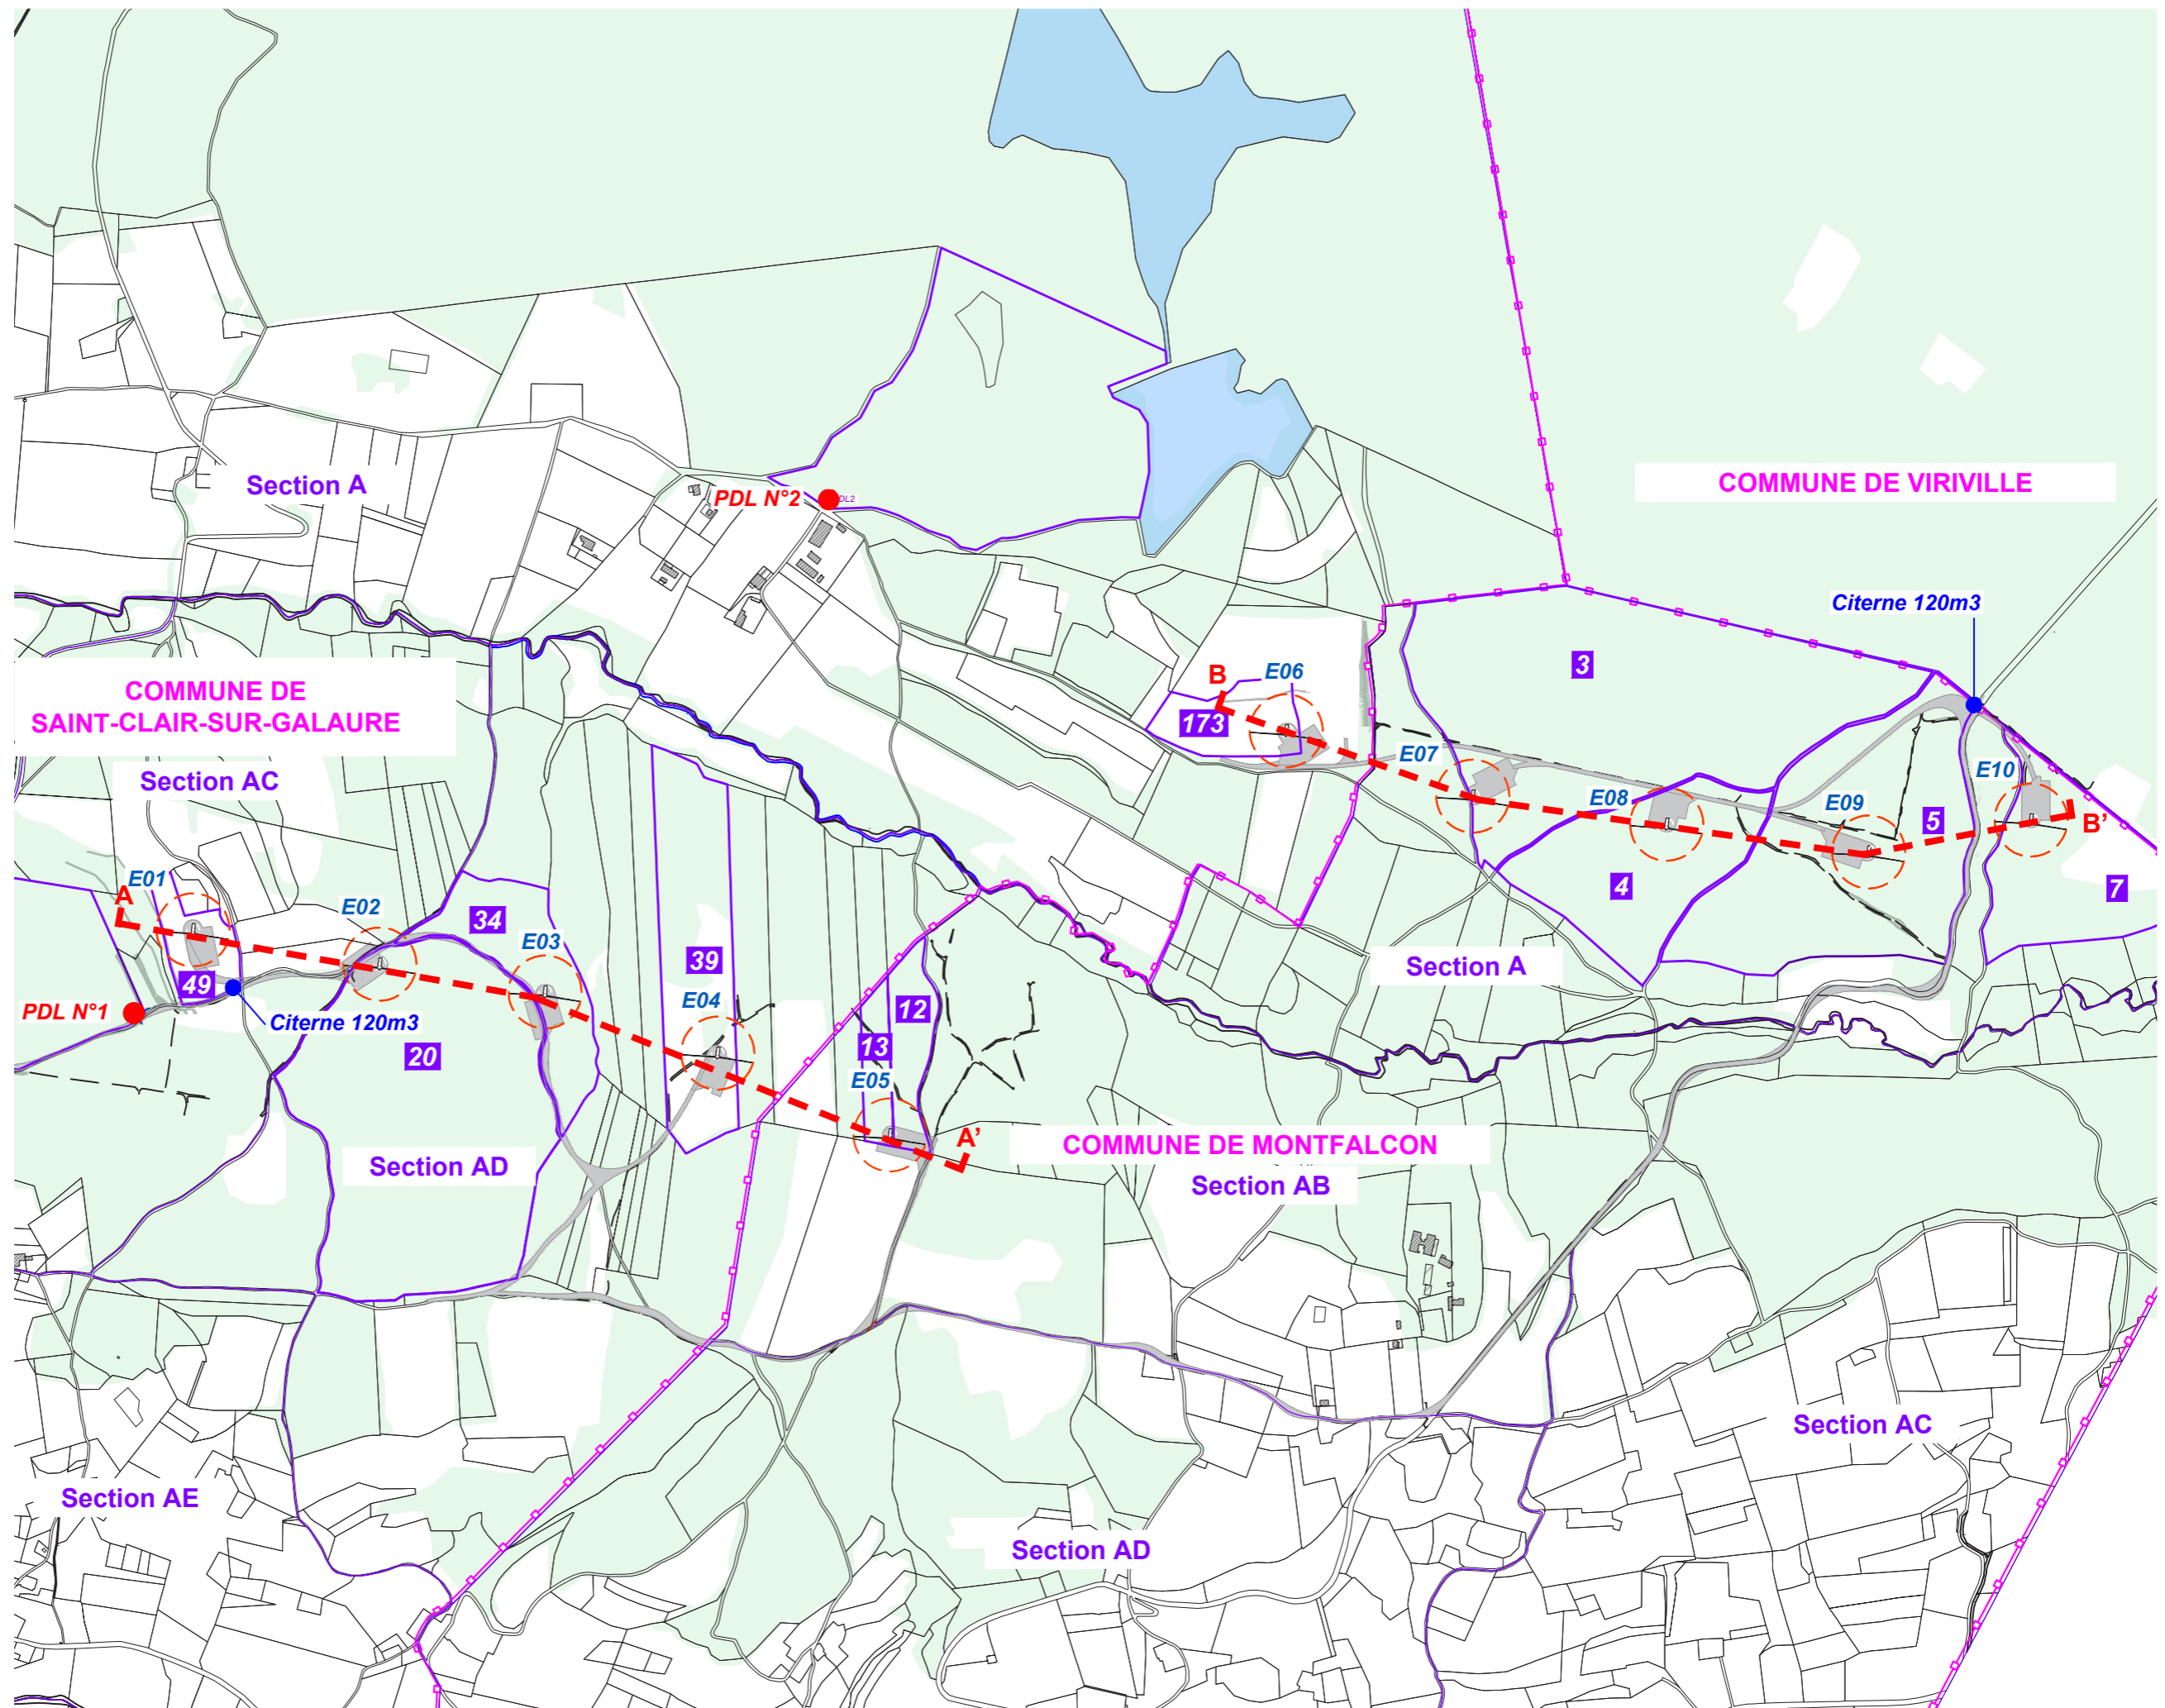 Section A
PDL N°2
DL2
COMMUNE DE VIRIVILLE
Citerne 120m3
COMMUNE DE
SAINT-CLAIR-SUR-GALAURE
Section AC
3
B
E06
173
E07
E08
E09
E10
B'
5
4
7
E01
A
E02
34
E03
49
PDL N°1
Citerne 120m3
20
39
E04
12
13
E05
A'
Section A
COMMUNE DE MONTFALCON
Section AB
Section AD
Section AC
Section AE
Section AD